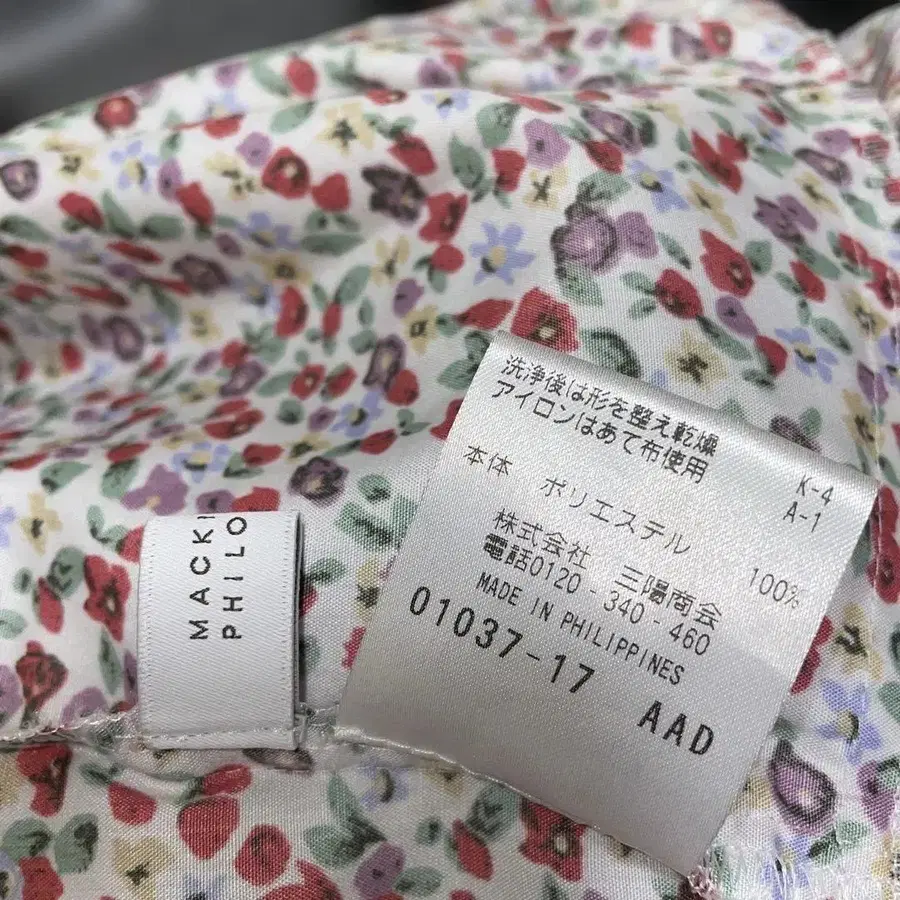 洗浄後は形を整え乾燥
アイロンはあて布使用
K-4
A-1
本体 ポリエステル 100%
株式会社 三陽商会
電話0120-340-460
MADE IN PHILIPPINES
01037-17 AAD
MACKI
PHILO